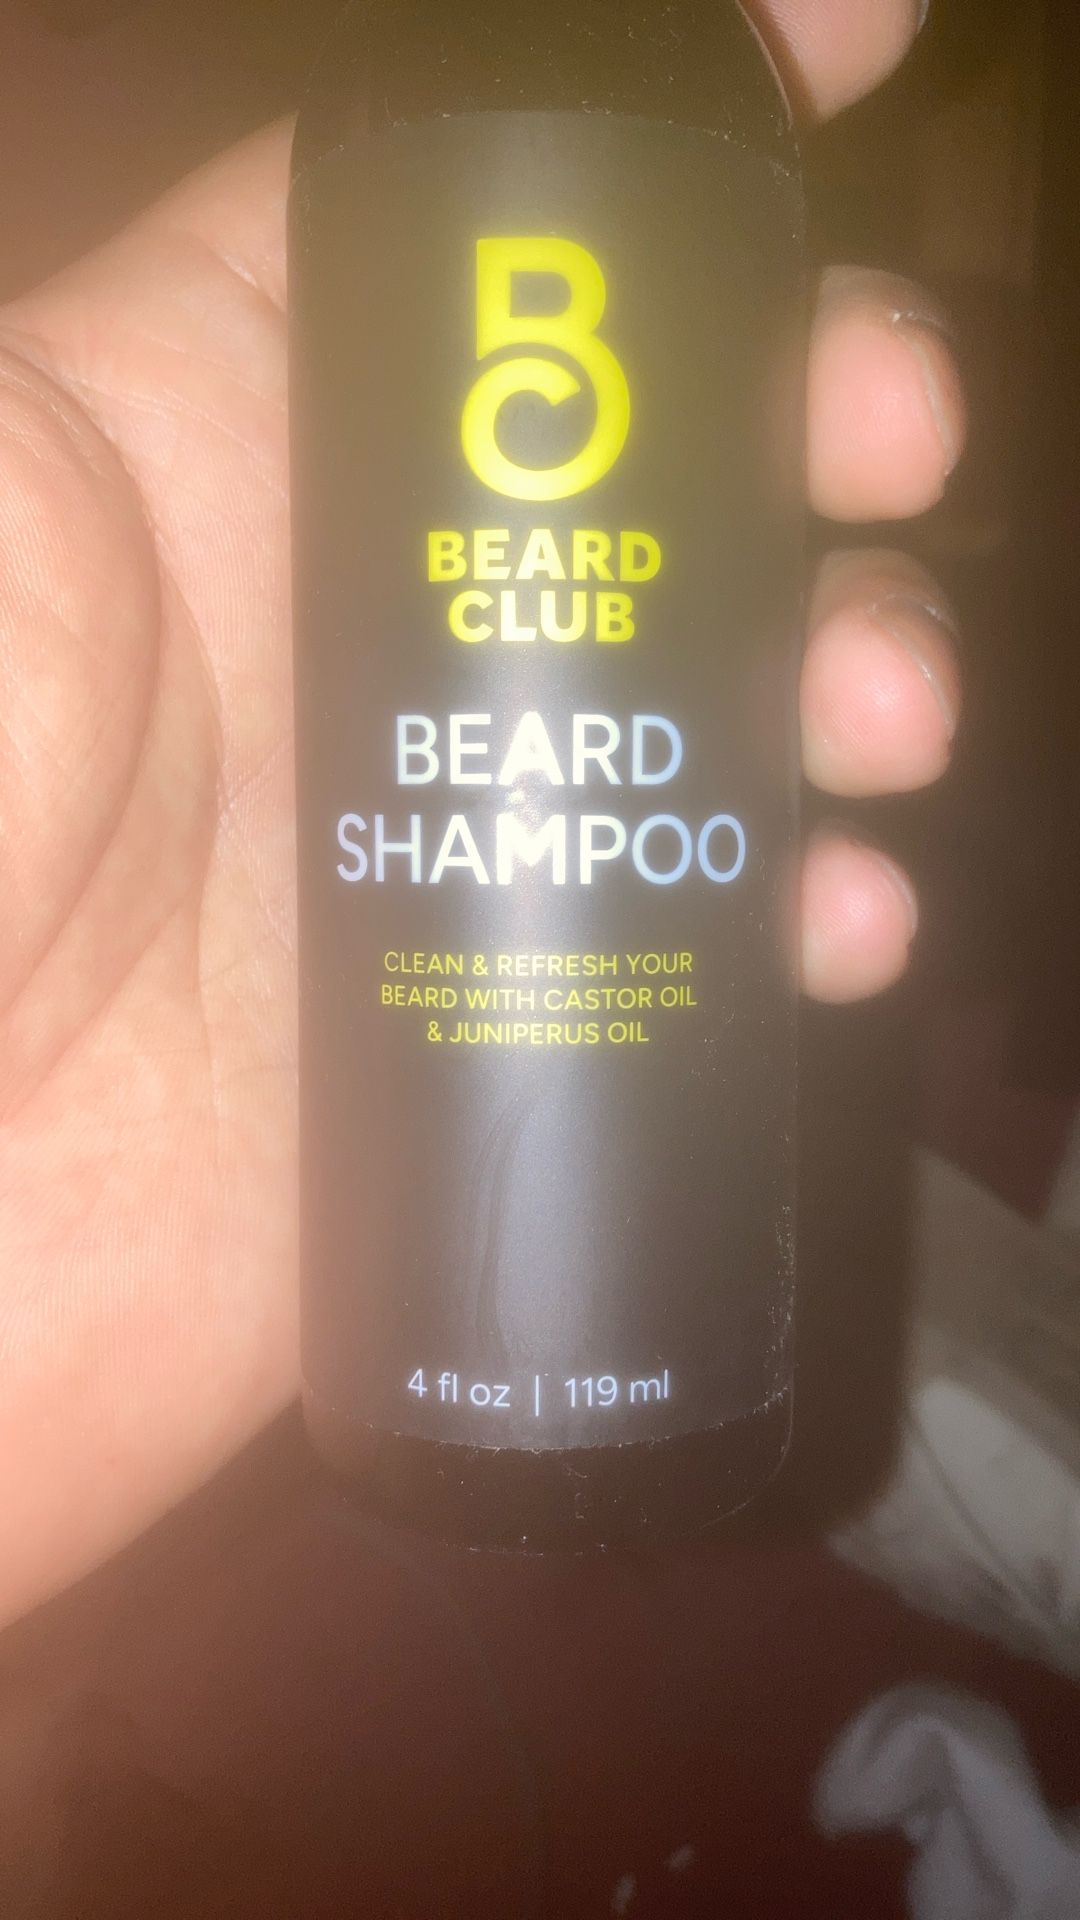 BC
BEARD
CLUB
BEARD
SHAMPOO
CLEAN & REFRESH YOUR
BEARD WITH CASTOR OIL
& JUNIPERUS OIL
4 fl oz | 119 ml